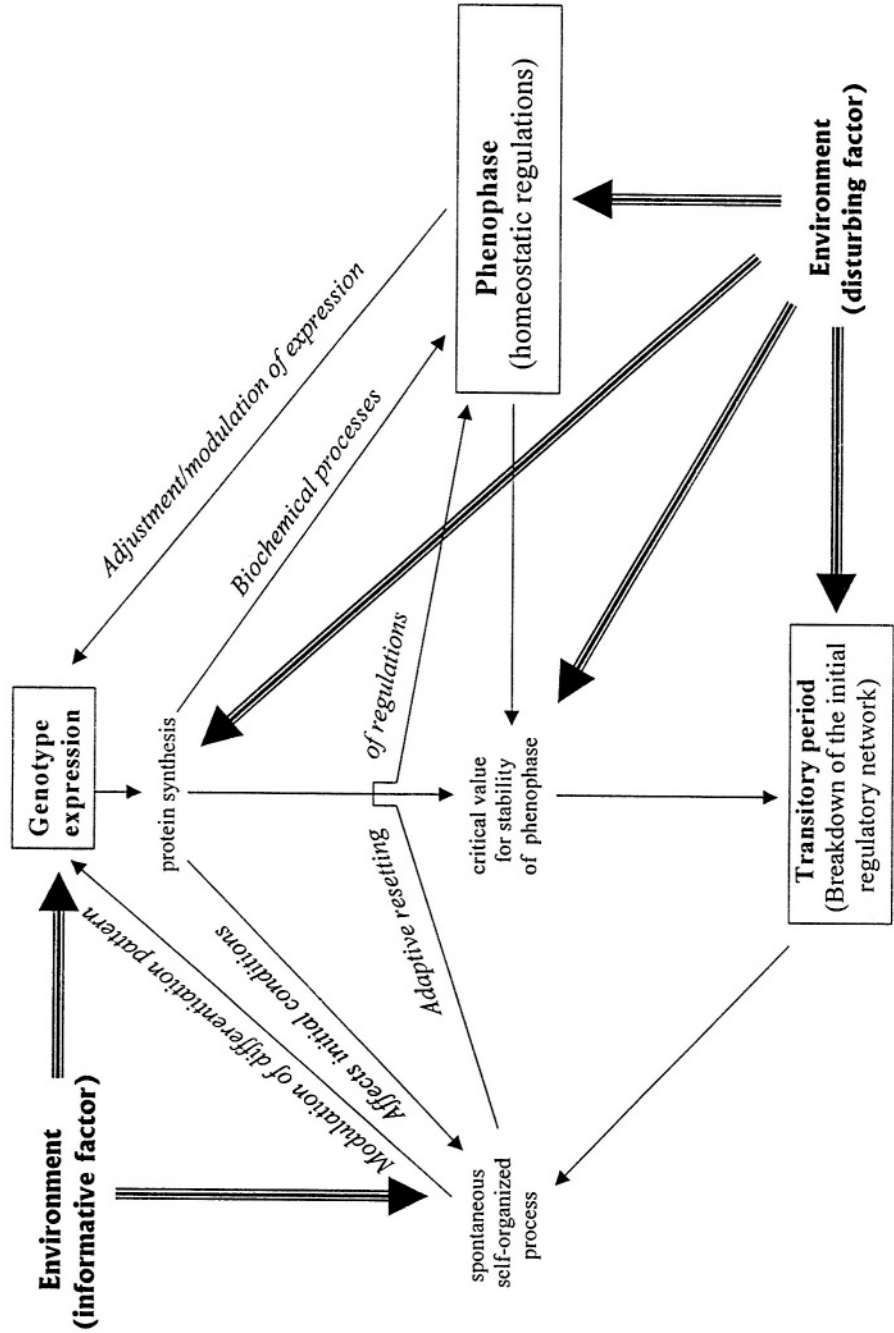 Environment
(informative factor)
Genotype
expression
protein synthesis
Adjustment/modulation of expression
Biochemical processes
Modulation of differentiation pattern
Affects initial conditions
Adaptive resetting
of regulations
spontaneous
self-organized
process
critical value
for stability
of phenophase
Phenophase
(homeostatic regulations)
Transitory period
(Breakdown of the initial
regulatory network)
Environment
(disturbing factor)